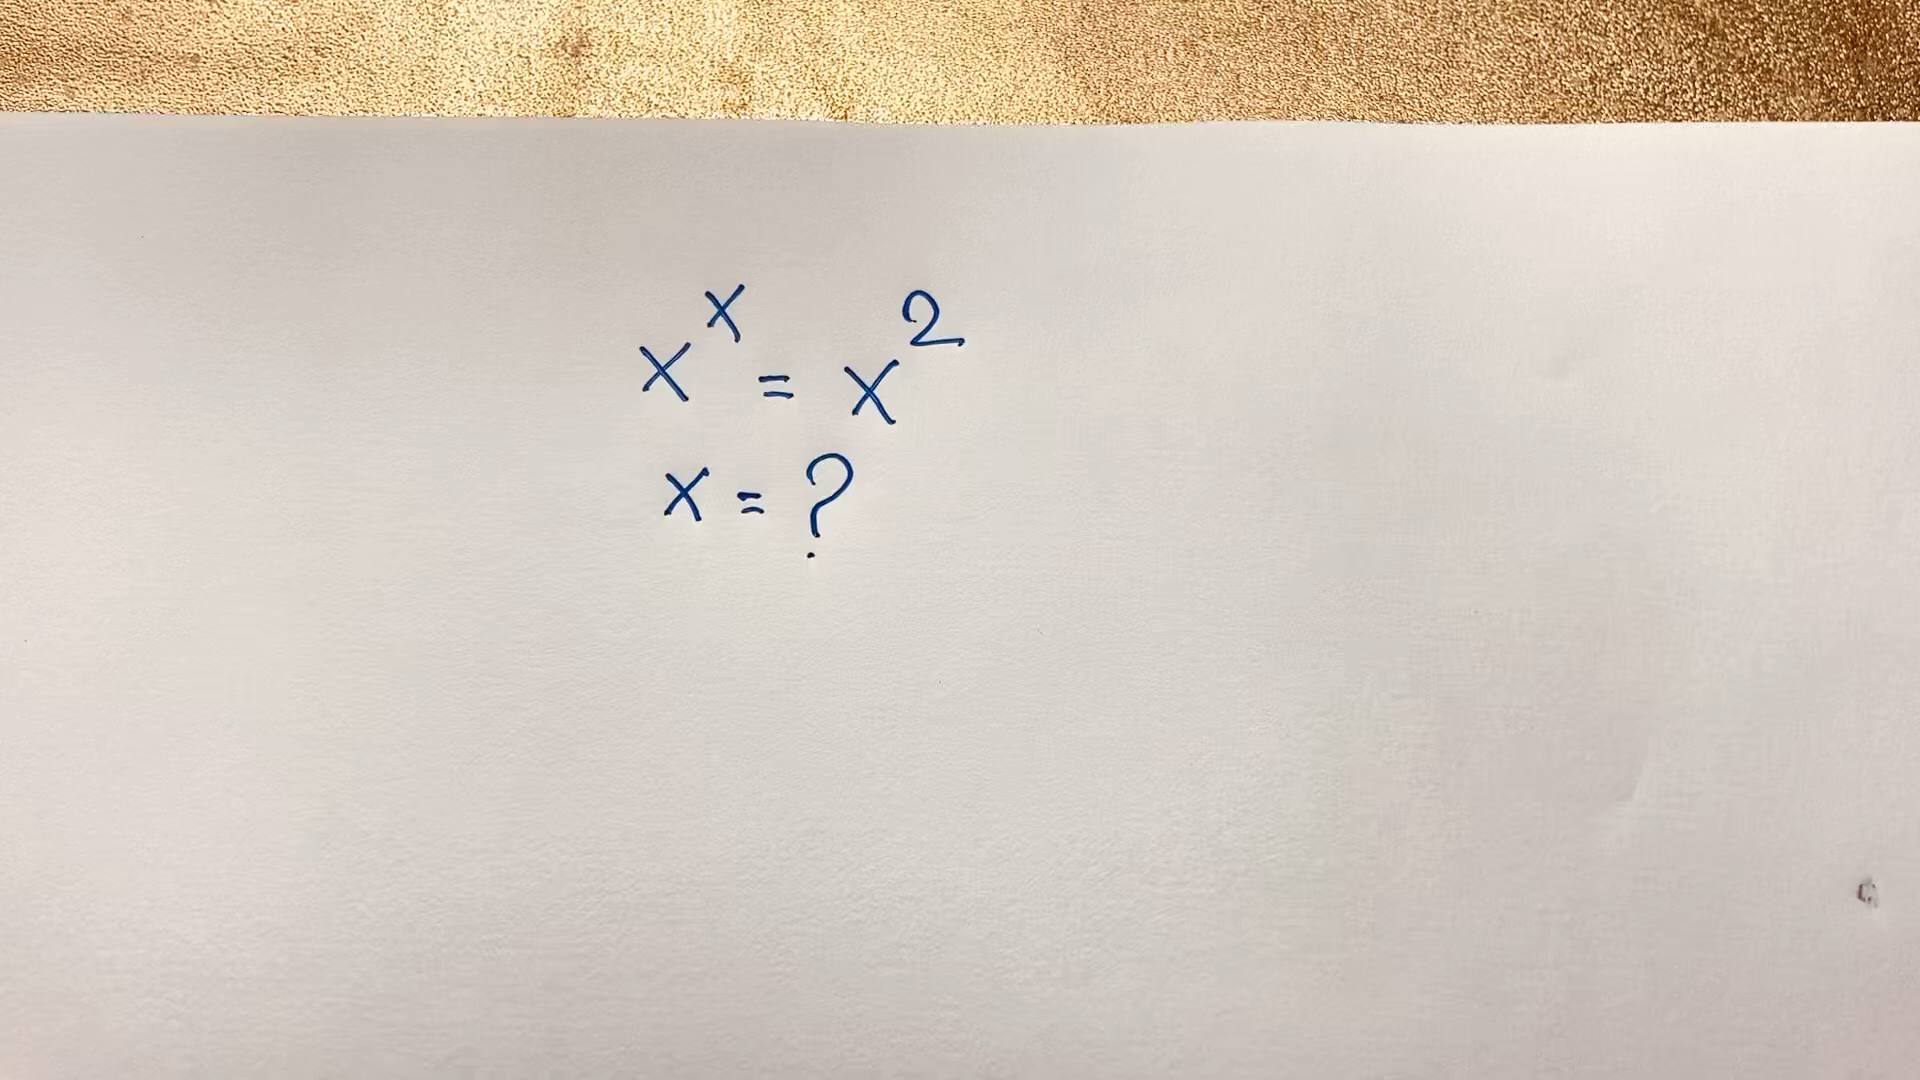 x^x = x^2
x = ?